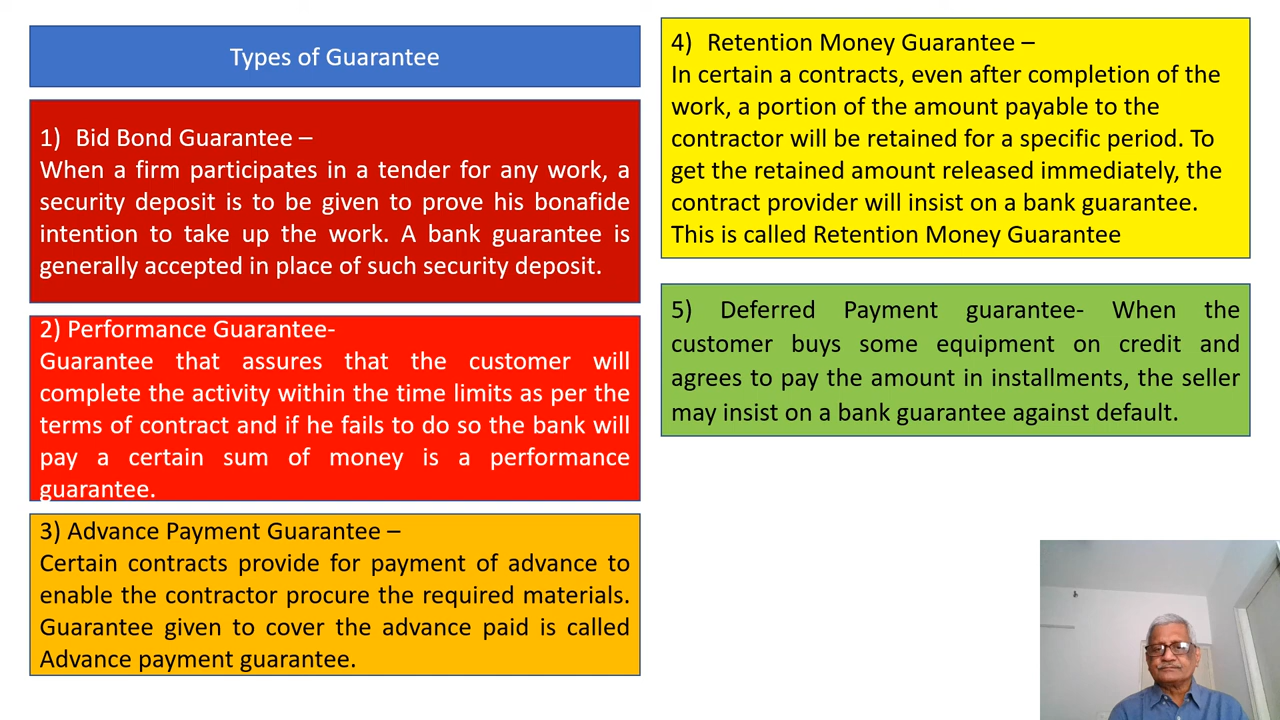 Types of Guarantee
1) Bid Bond Guarantee –
When a firm participates in a tender for any work, a
security deposit is to be given to prove his bonafide
intention to take up the work. A bank guarantee is
generally accepted in place of such security deposit.
2) Performance Guarantee-
Guarantee that assures that the customer will
complete the activity within the time limits as per the
terms of contract and if he fails to do so the bank will
pay a certain sum of money is a performance
guarantee.
3) Advance Payment Guarantee –
Certain contracts provide for payment of advance to
enable the contractor procure the required materials.
Guarantee given to cover the advance paid is called
Advance payment guarantee.
4) Retention Money Guarantee –
In certain a contracts, even after completion of the
work, a portion of the amount payable to the
contractor will be retained for a specific period. To
get the retained amount released immediately, the
contract provider will insist on a bank guarantee.
This is called Retention Money Guarantee
5) Deferred Payment guarantee- When the
customer buys some equipment on credit and
agrees to pay the amount in installments, the seller
may insist on a bank guarantee against default.